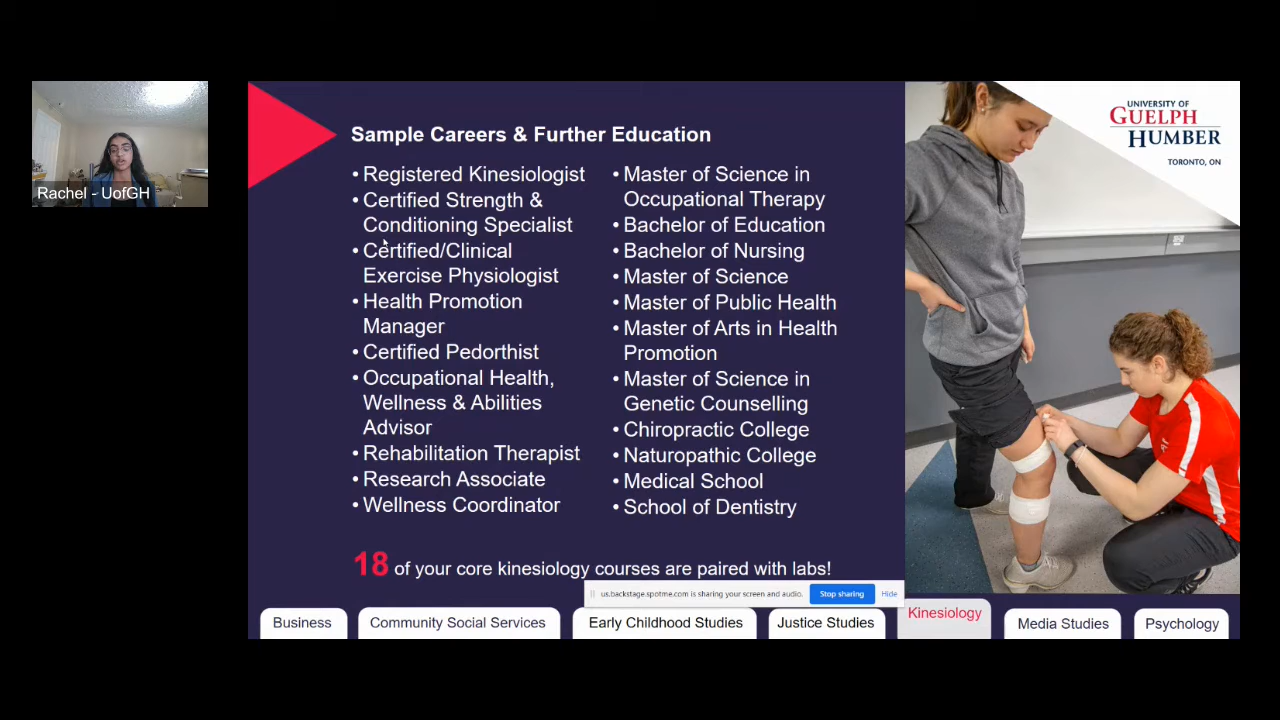 Rachel - UofGH
Sample Careers & Further Education
• Registered Kinesiologist
• Certified Strength &
Conditioning Specialist
• Certified/Clinical
Exercise Physiologist
• Health Promotion
Manager
• Certified Pedorthist
• Occupational Health,
Wellness & Abilities
Advisor
• Rehabilitation Therapist
• Research Associate
• Wellness Coordinator
• Master of Science in
Occupational Therapy
• Bachelor of Education
• Bachelor of Nursing
• Master of Science
• Master of Public Health
• Master of Arts in Health
Promotion
• Master of Science in
Genetic Counselling
• Chiropractic College
• Naturopathic College
• Medical School
• School of Dentistry
18 of your core kinesiology courses are paired with labs!
UNIVERSITY OF
GUELPH
HUMBER
TORONTO, ON
us.backstage.spotme.com is sharing your screen and audio.
Stop sharing
Hide
Business
Community Social Services
Early Childhood Studies
Justice Studies
Kinesiology
Media Studies
Psychology